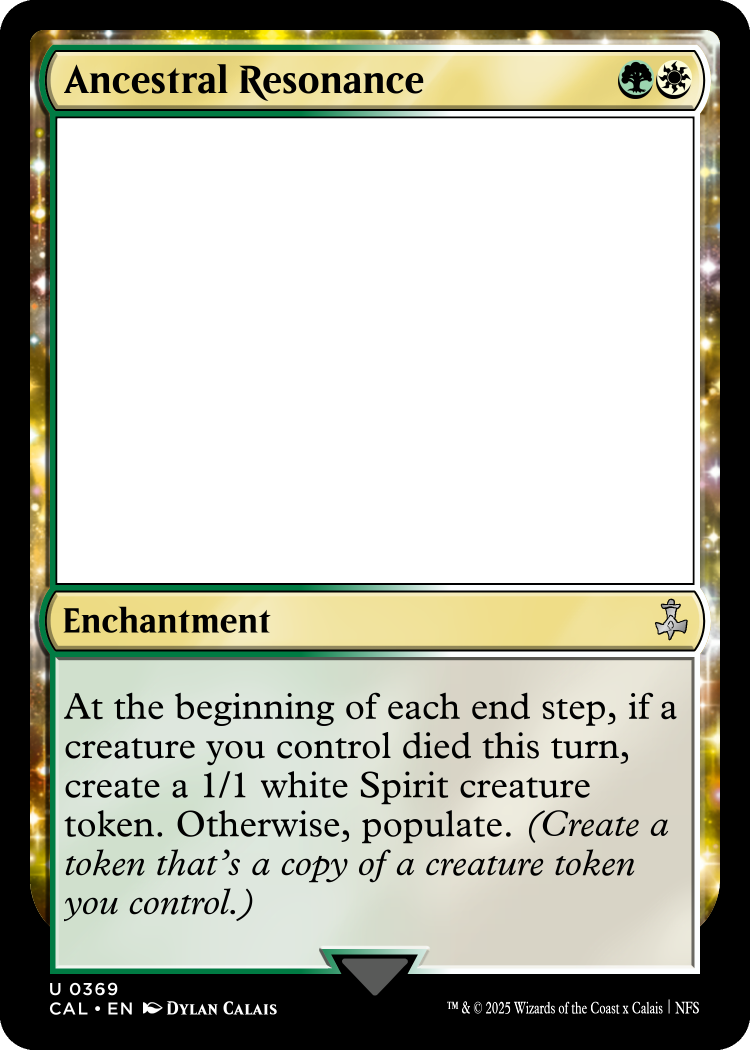 Ancestral Resonance
Enchantment
At the beginning of each end step, if a
creature you control died this turn,
create a 1/1 white Spirit creature
token. Otherwise, populate. (Create a
token that's a copy of a creature token
you control.)
U 0369
CAL • EN Dylan Calais
™ & © 2025 Wizards of the Coast x Calais | NFS